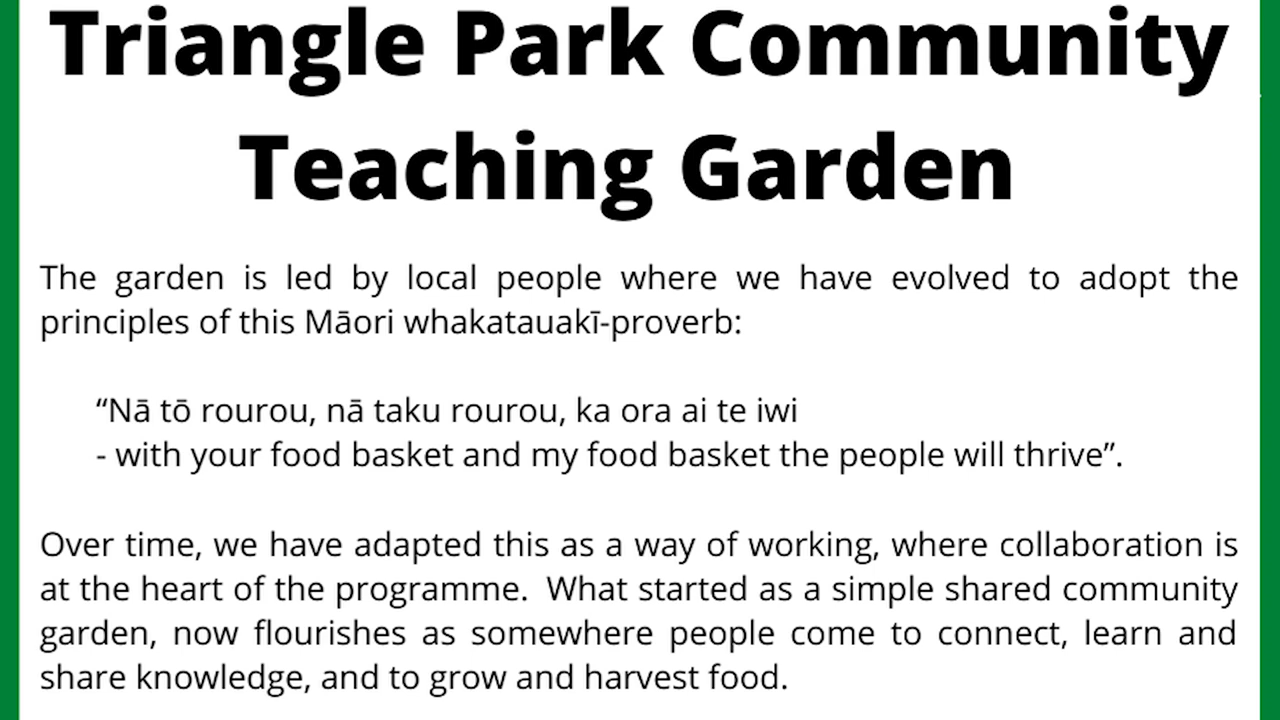 Triangle Park Community
Teaching Garden
The garden is led by local people where we have evolved to adopt the
principles of this Māori whakatauakī-proverb:
“Nā tō rourou, nā taku rourou, ka ora ai te iwi
- with your food basket and my food basket the people will thrive”.
Over time, we have adapted this as a way of working, where collaboration is
at the heart of the programme.  What started as a simple shared community
garden, now flourishes as somewhere people come to connect, learn and
share knowledge, and to grow and harvest food.